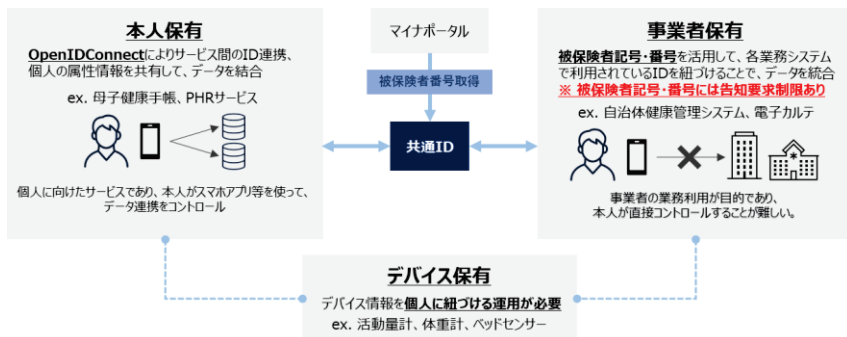 本人保有
OpenIDConnectによりサービス間のID連携、
個人の属性情報を共有して、データを結合
ex. 母子健康手帳、PHRサービス
個人に向けたサービスであり、本人がスマホアプリ等を使って、
データ連携をコントロール
マイナポータル
被保険者番号取得
共通ID
事業者保有
被保険者記号・番号を活用して、各業務システム
で利用されているIDを紐づけることで、データを統合
※ 被保険者記号・番号には告知要求制限あり
ex. 自治体健康管理システム、電子カルテ
事業者の業務利用が目的であり、
本人が直接コントロールすることが難しい。
デバイス保有
デバイス情報を個人に紐づける運用が必要
ex. 活動量計、体重計、ベッドセンサー